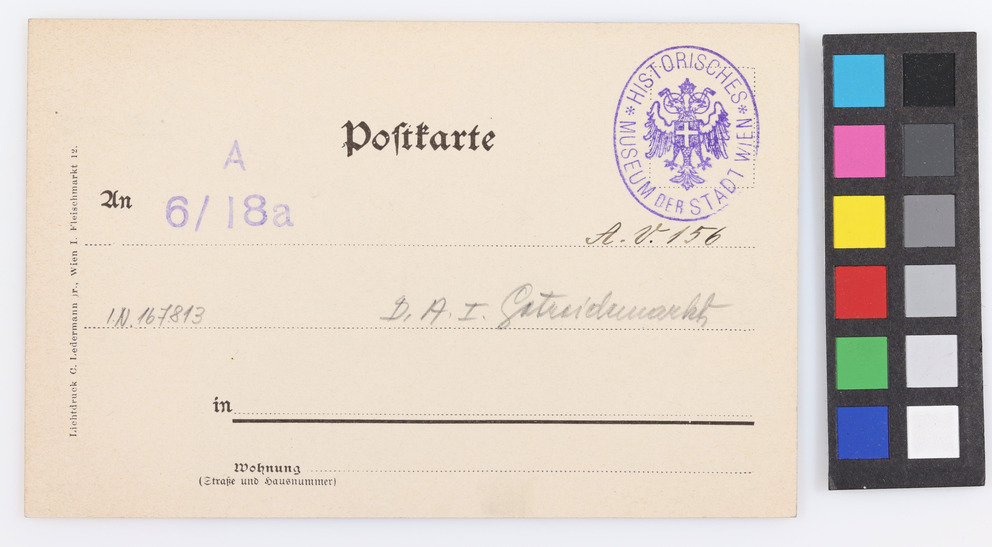 Postkarte
* HISTORISCHES * MUSEUM DER STADT WIEN
A
An 6/18a
A. V. 156
I.N. 167813
D. A. I. Getreidemarkt
in
Wohnung
(Straße und Hausnummer)
Lichtdruck C. Ledermann jr., Wien I. Fleischmarkt 12.